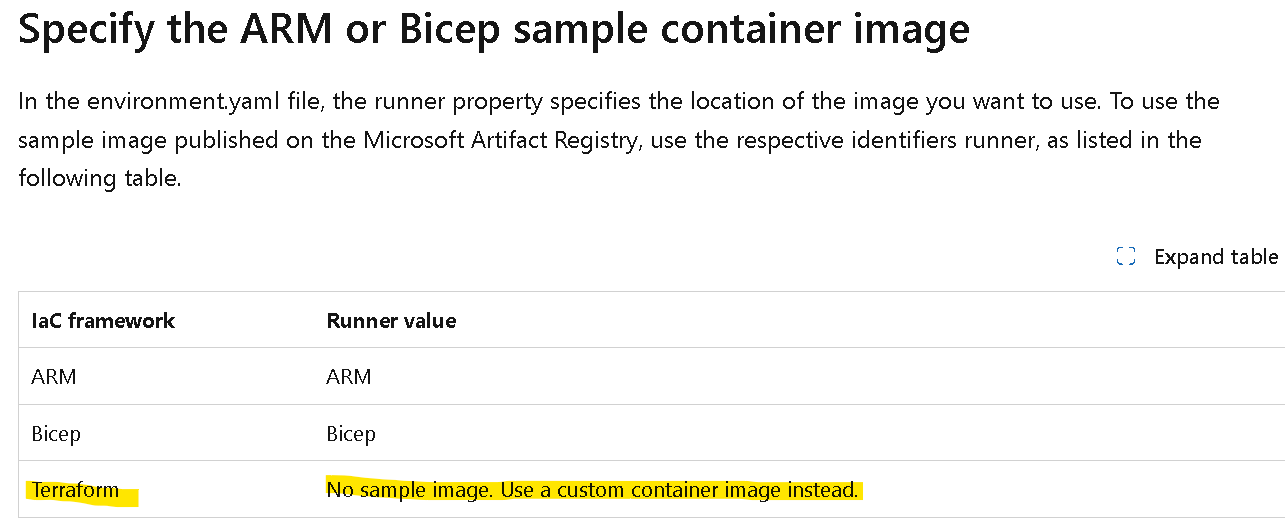 Specify the ARM or Bicep sample container image
In the environment.yaml file, the runner property specifies the location of the image you want to use. To use the
sample image published on the Microsoft Artifact Registry, use the respective identifiers runner, as listed in the
following table.
Expand table
IaC framework Runner value
ARM ARM
Bicep Bicep
Terraform No sample image. Use a custom container image instead.